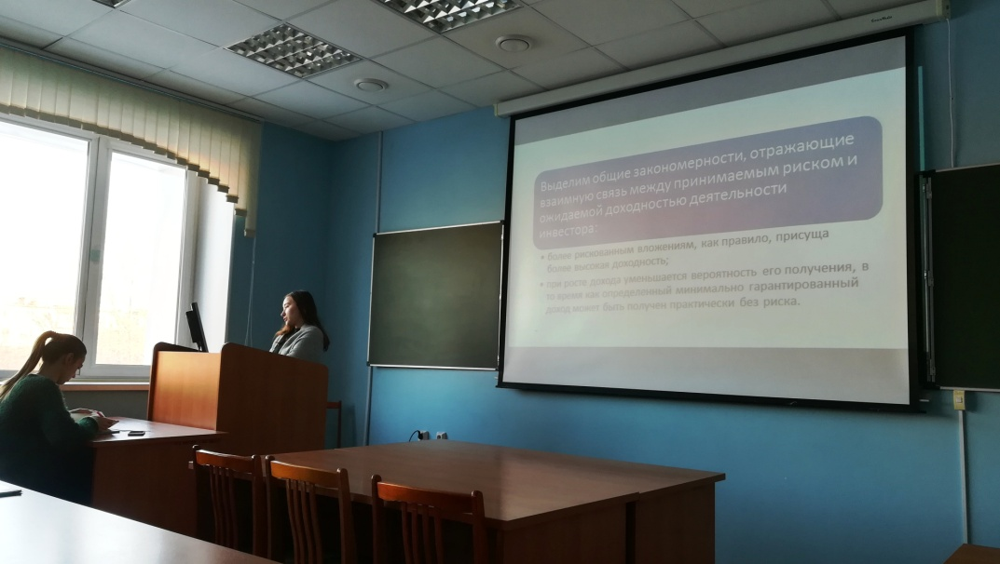 Выделим общие закономерности, отражающие
взаимную связь между принимаемым риском и
ожидаемой доходностью деятельности
инвестора:
• более рискованным вложениям, как правило, присуща
более высокая доходность;
• при росте дохода уменьшается вероятность его получения, в
то время как определенный минимально гарантированный
доход может быть получен практически без риска.